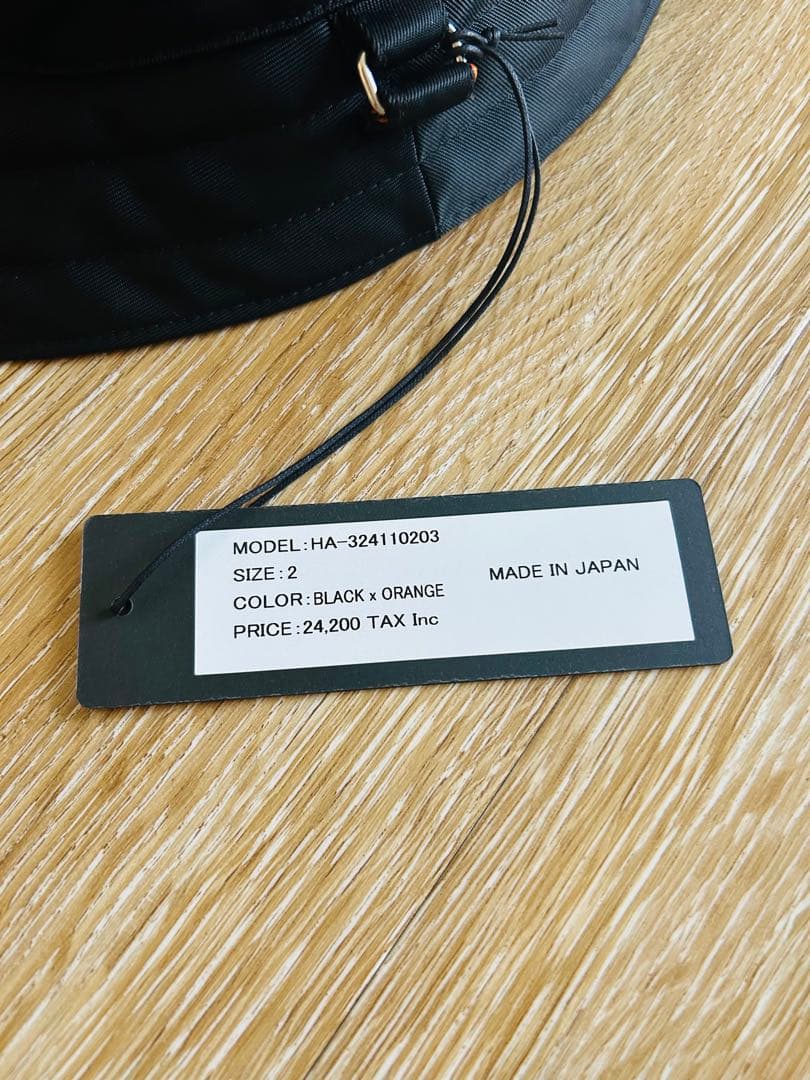 MODEL:HA-324110203
SIZE:2
COLOR:BLACK x ORANGE
PRICE:24,200 TAX Inc
MADE IN JAPAN